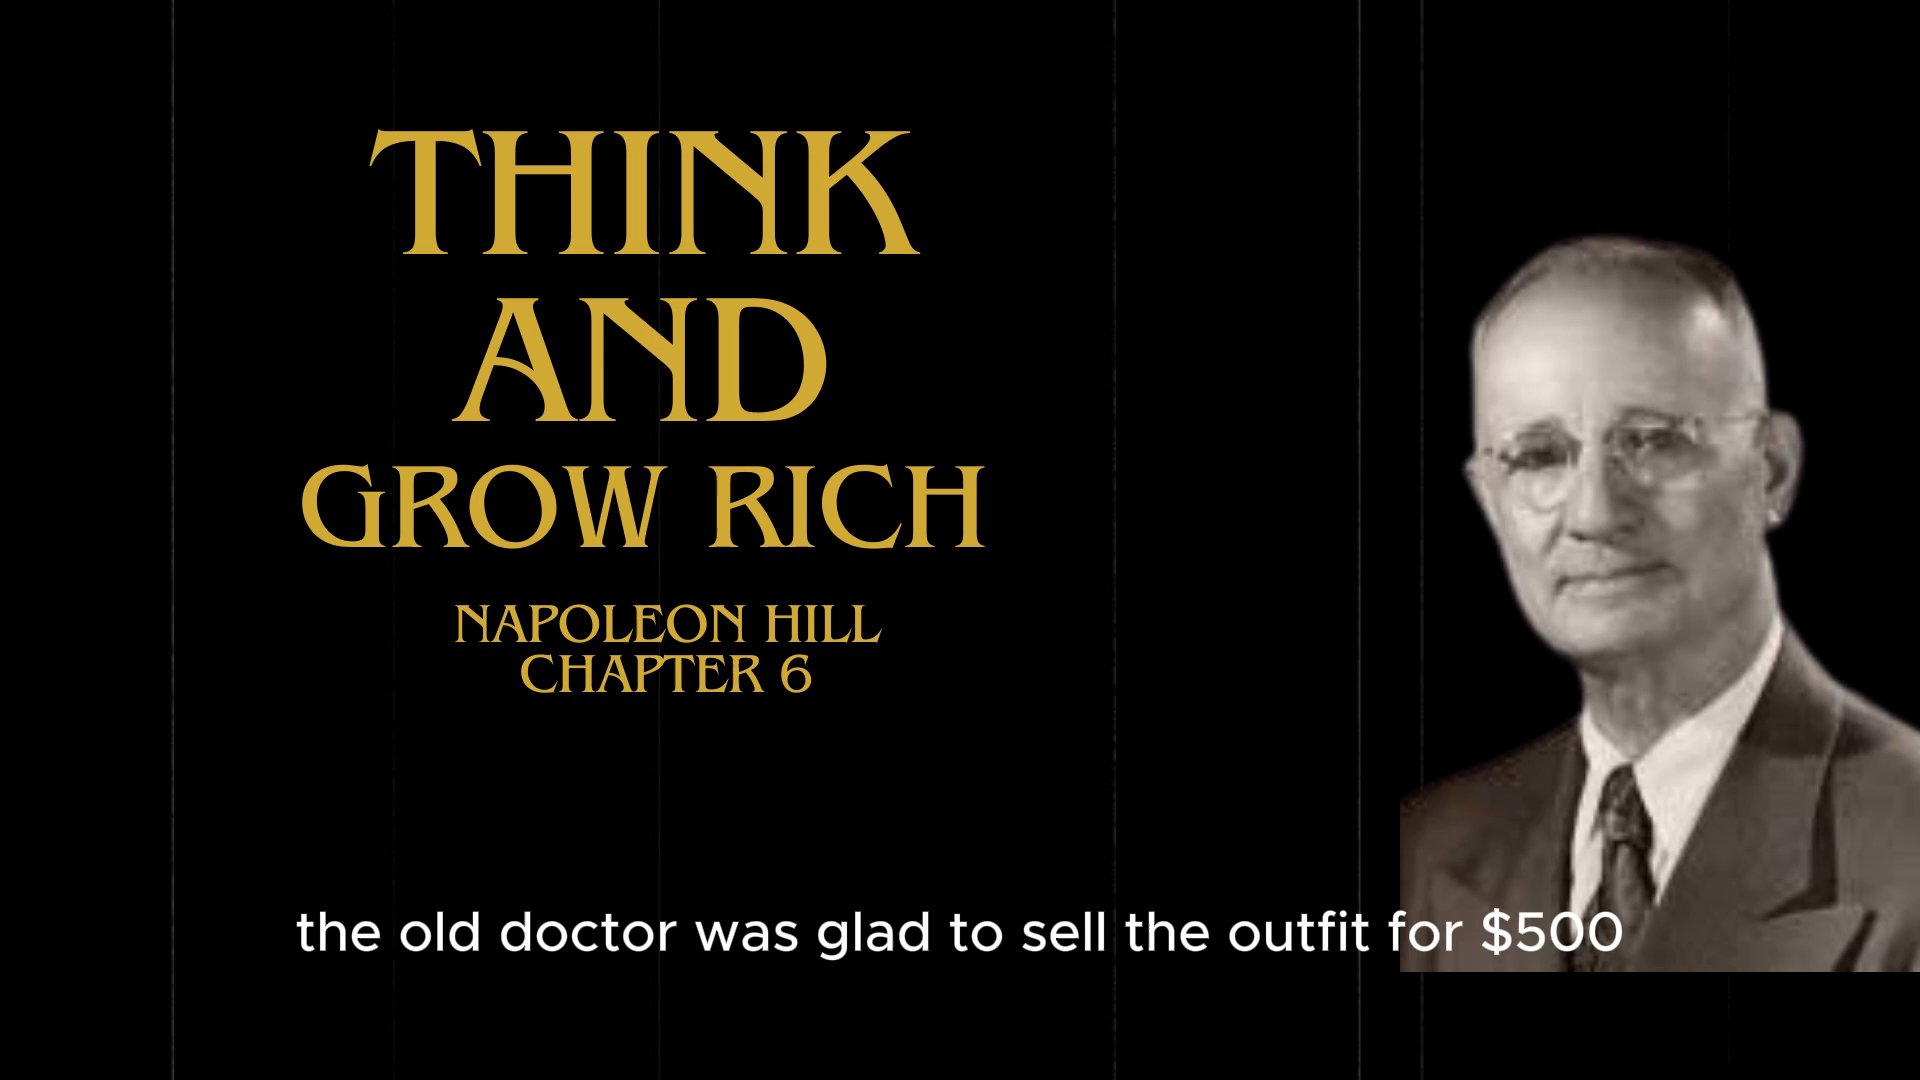 THINK
AND
GROW RICH
NAPOLEON HILL
CHAPTER 6
the old doctor was glad to sell the outfit for $500